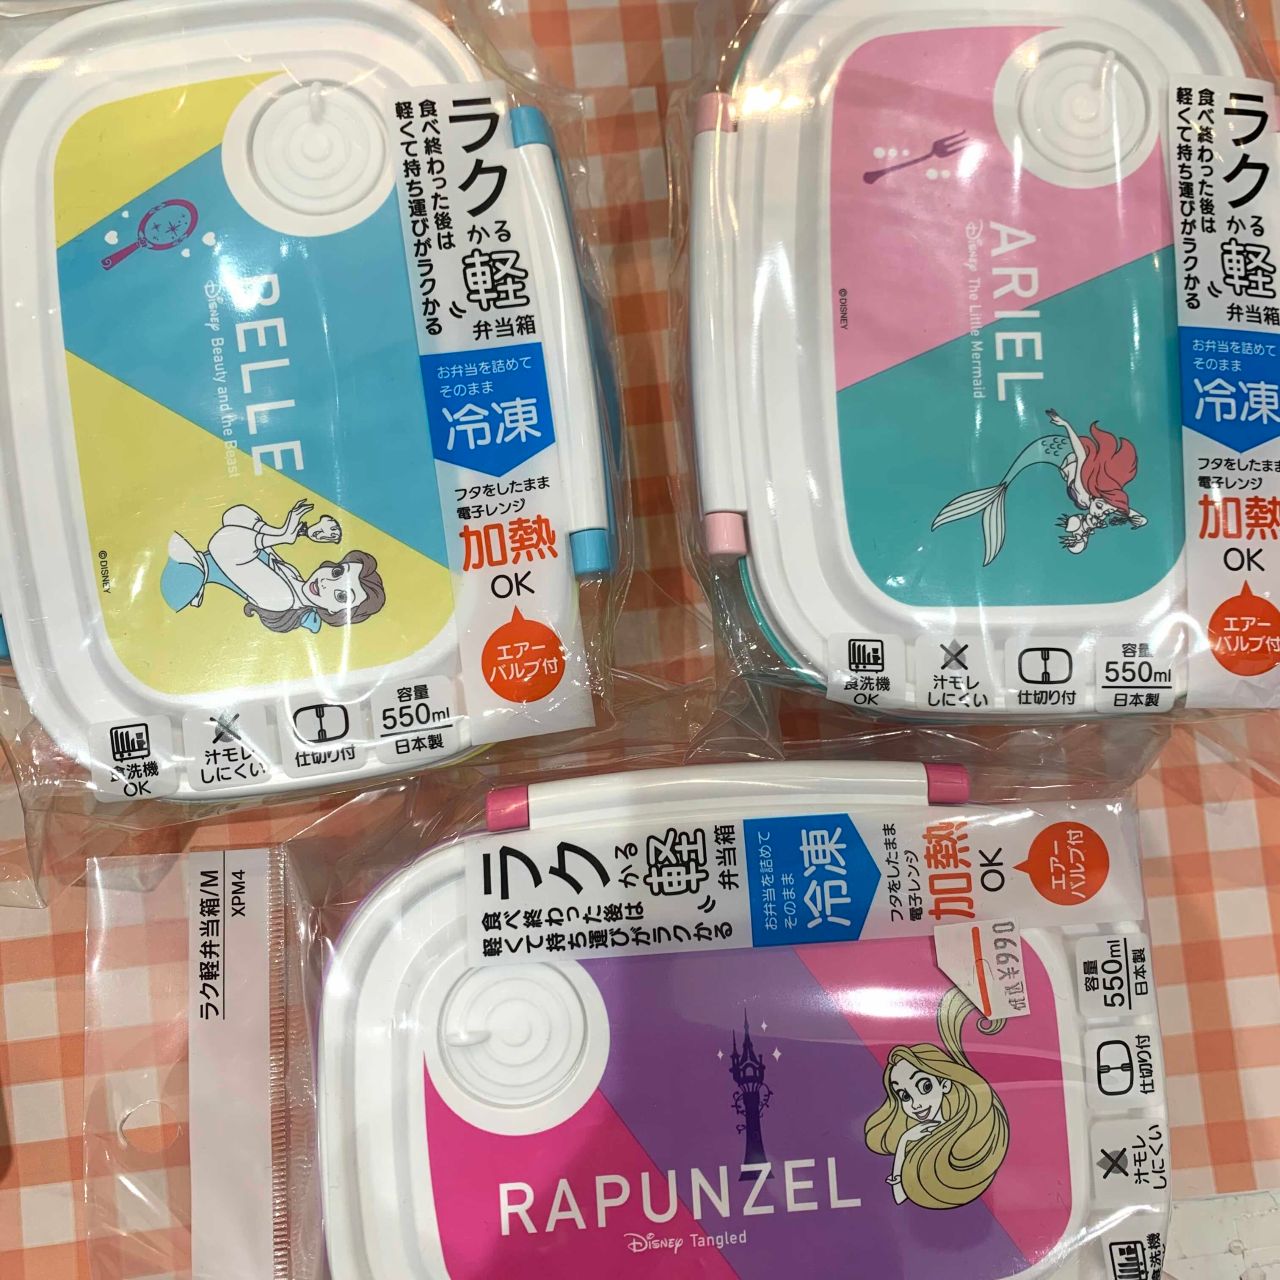 ラク
かる
軽
弁当箱
食べ終わった後は
軽くて持ち運びがラクかる
お弁当を詰めて
そのまま
冷凍
フタをしたまま
電子レンジ
加熱
OK
エアー
バルブ付
BELLE
Disney Beauty and the Beast
©DISNEY
食洗機
OK
汁モレ
しにくい
仕切り付
容量
550ml
日本製
ラク
かる
軽
弁当箱
食べ終わった後は
軽くて持ち運びがラクかる
お弁当を詰めて
そのまま
冷凍
フタをしたまま
電子レンジ
加熱
OK
エアー
バルブ付
ARIEL
Disney The Little Mermaid
©DISNEY
食洗機
OK
汁モレ
しにくい
仕切り付
容量
550ml
日本製
ラク軽弁当箱/M
XPM4
ラク
かる
軽
弁当箱
食べ終わった後は
軽くて持ち運びがラクかる
お弁当を詰めて
そのまま
冷凍
フタをしたまま
電子レンジ
加熱
OK
エアー
バルブ付
税込¥990
RAPUNZEL
Disney Tangled
容量
550ml
日本製
仕切り付
汁モレ
しにくい
食洗機